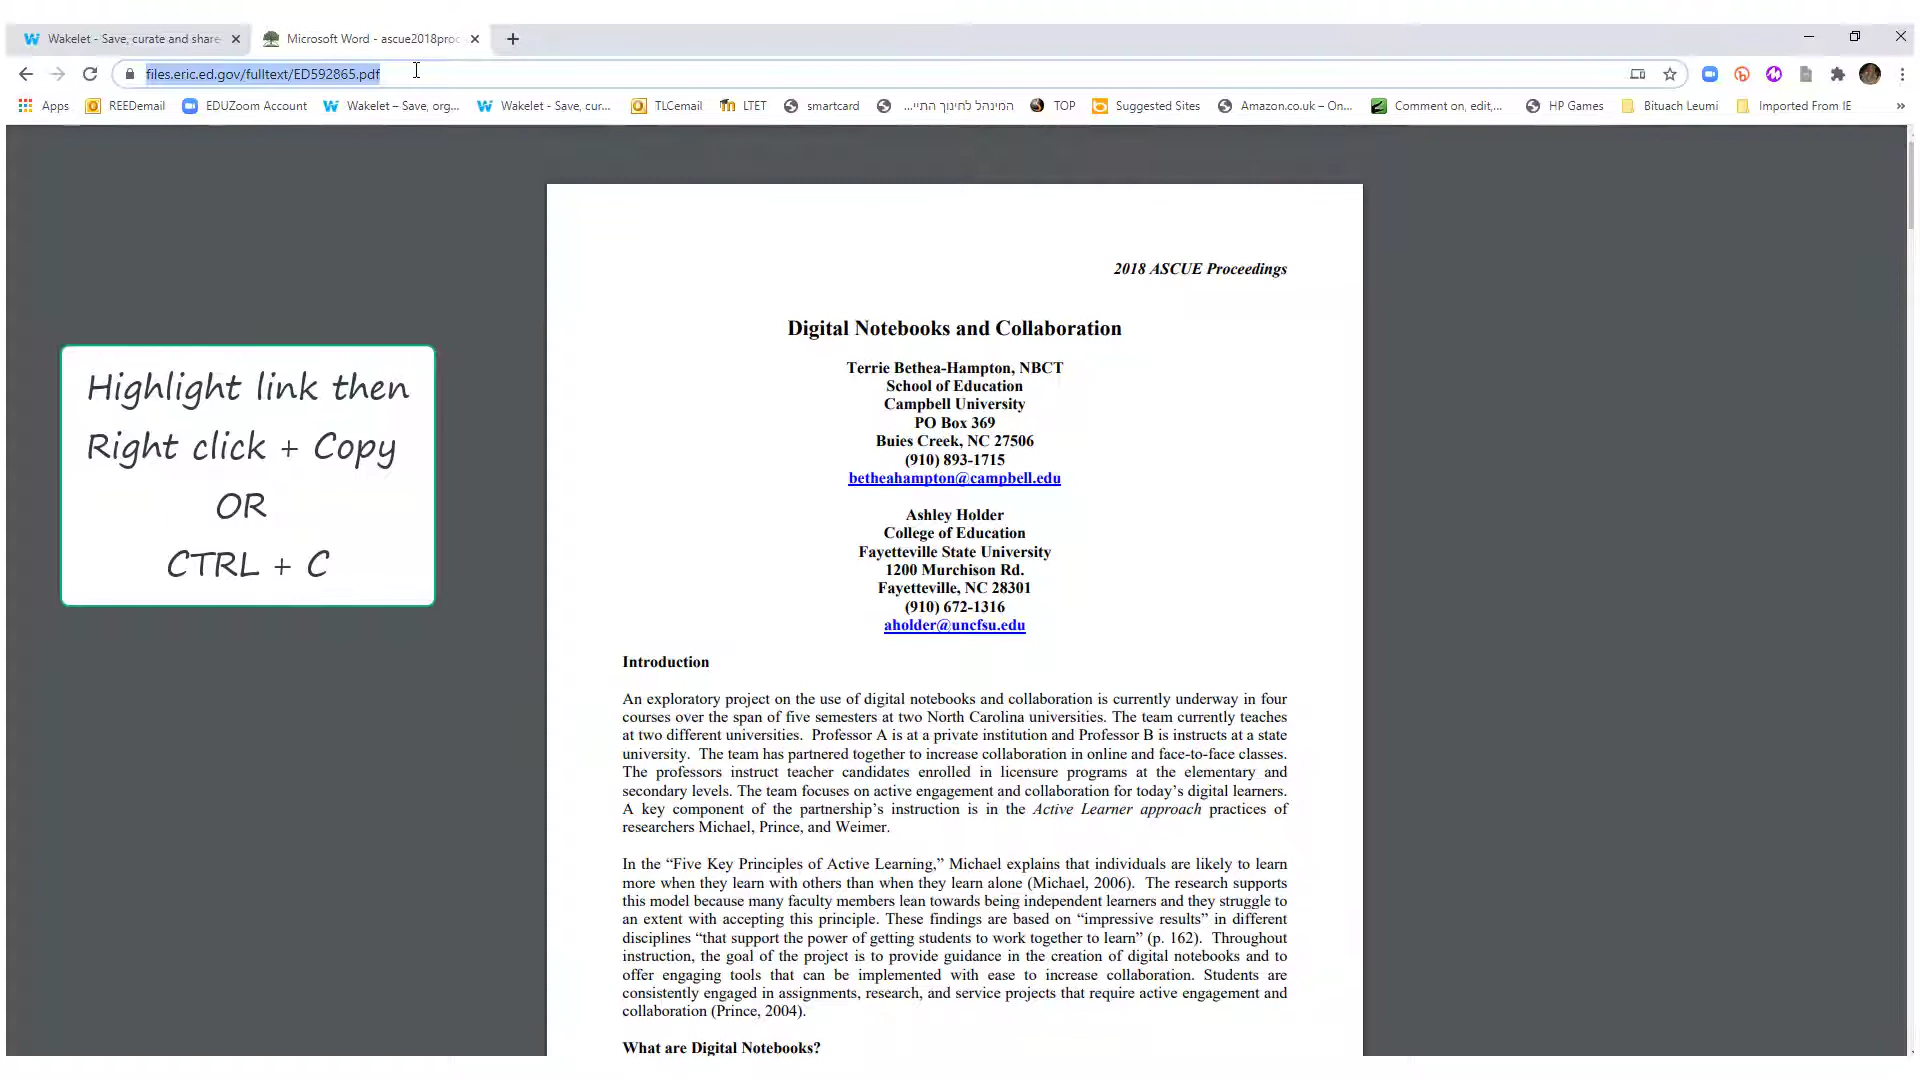 Wakelet - Save, curate and share
Microsoft Word - ascue2018proc
files.eric.ed.gov/fulltext/ED592865.pdf
Apps
REEDemail
EDUZoom Account
Wakelet – Save, org...
Wakelet - Save, cur...
TLCemail
LTET
smartcard
המינהל לחינוך התיי...
TOP
Suggested Sites
Amazon.co.uk – On...
Comment on, edit,...
HP Games
Bituach Leumi
Imported From IE
»
Highlight link then
Right click + Copy
OR
CTRL + C
2018 ASCUE Proceedings
Digital Notebooks and Collaboration
Terrie Bethea-Hampton, NBCT
School of Education
Campbell University
PO Box 369
Buies Creek, NC 27506
(910) 893-1715
betheahampton@campbell.edu
Ashley Holder
College of Education
Fayetteville State University
1200 Murchison Rd.
Fayetteville, NC 28301
(910) 672-1316
aholder@uncfsu.edu
Introduction
An exploratory project on the use of digital notebooks and collaboration is currently underway in four
courses over the span of five semesters at two North Carolina universities. The team currently teaches
at two different universities. Professor A is at a private institution and Professor B is instructs at a state
university. The team has partnered together to increase collaboration in online and face-to-face classes.
The professors instruct teacher candidates enrolled in licensure programs at the elementary and
secondary levels. The team focuses on active engagement and collaboration for today’s digital learners.
A key component of the partnership’s instruction is in the Active Learner approach practices of
researchers Michael, Prince, and Weimer.
In the “Five Key Principles of Active Learning,” Michael explains that individuals are likely to learn
more when they learn with others than when they learn alone (Michael, 2006). The research supports
this model because many faculty members lean towards being independent learners and they struggle to
an extent with accepting this principle. These findings are based on “impressive results” in different
disciplines “that support the power of getting students to work together to learn” (p. 162). Throughout
instruction, the goal of the project is to provide guidance in the creation of digital notebooks and to
offer engaging tools that can be implemented with ease to increase collaboration. Students are
consistently engaged in assignments, research, and service projects that require active engagement and
collaboration (Prince, 2004).
What are Digital Notebooks?